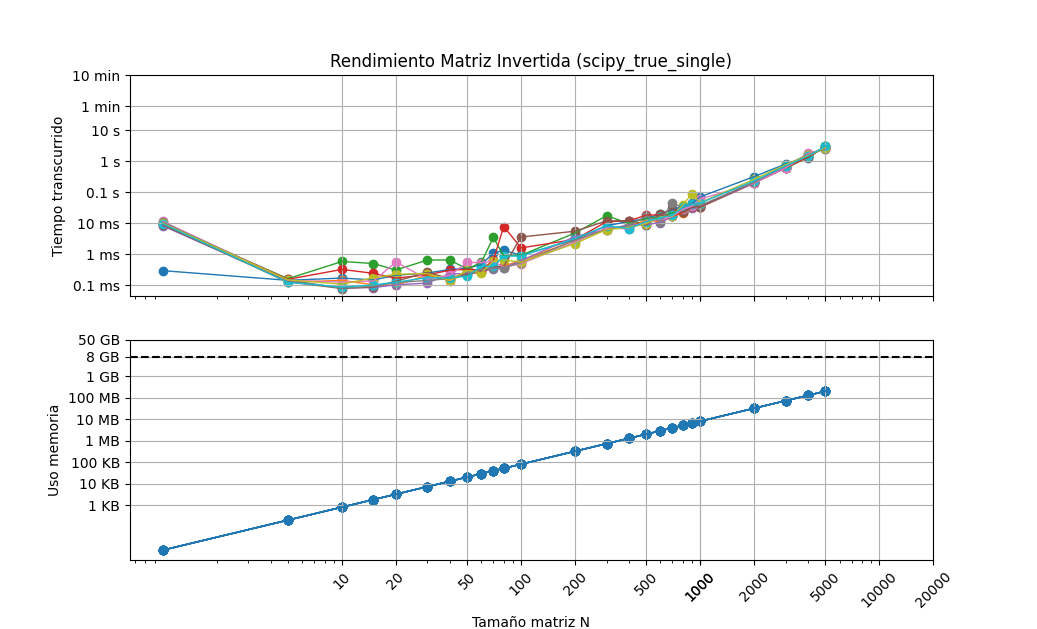 Rendimiento Matriz Invertida (scipy_true_single)
Tiempo transcurrido
10 min
1 min
10 s
1 s
0.1 s
10 ms
1 ms
0.1 ms
Uso memoria
50 GB
8 GB
1 GB
100 MB
10 MB
1 MB
100 KB
10 KB
1 KB
10 20 50 100 200 500 1000 2000 5000 10000 20000
Tamaño matriz N